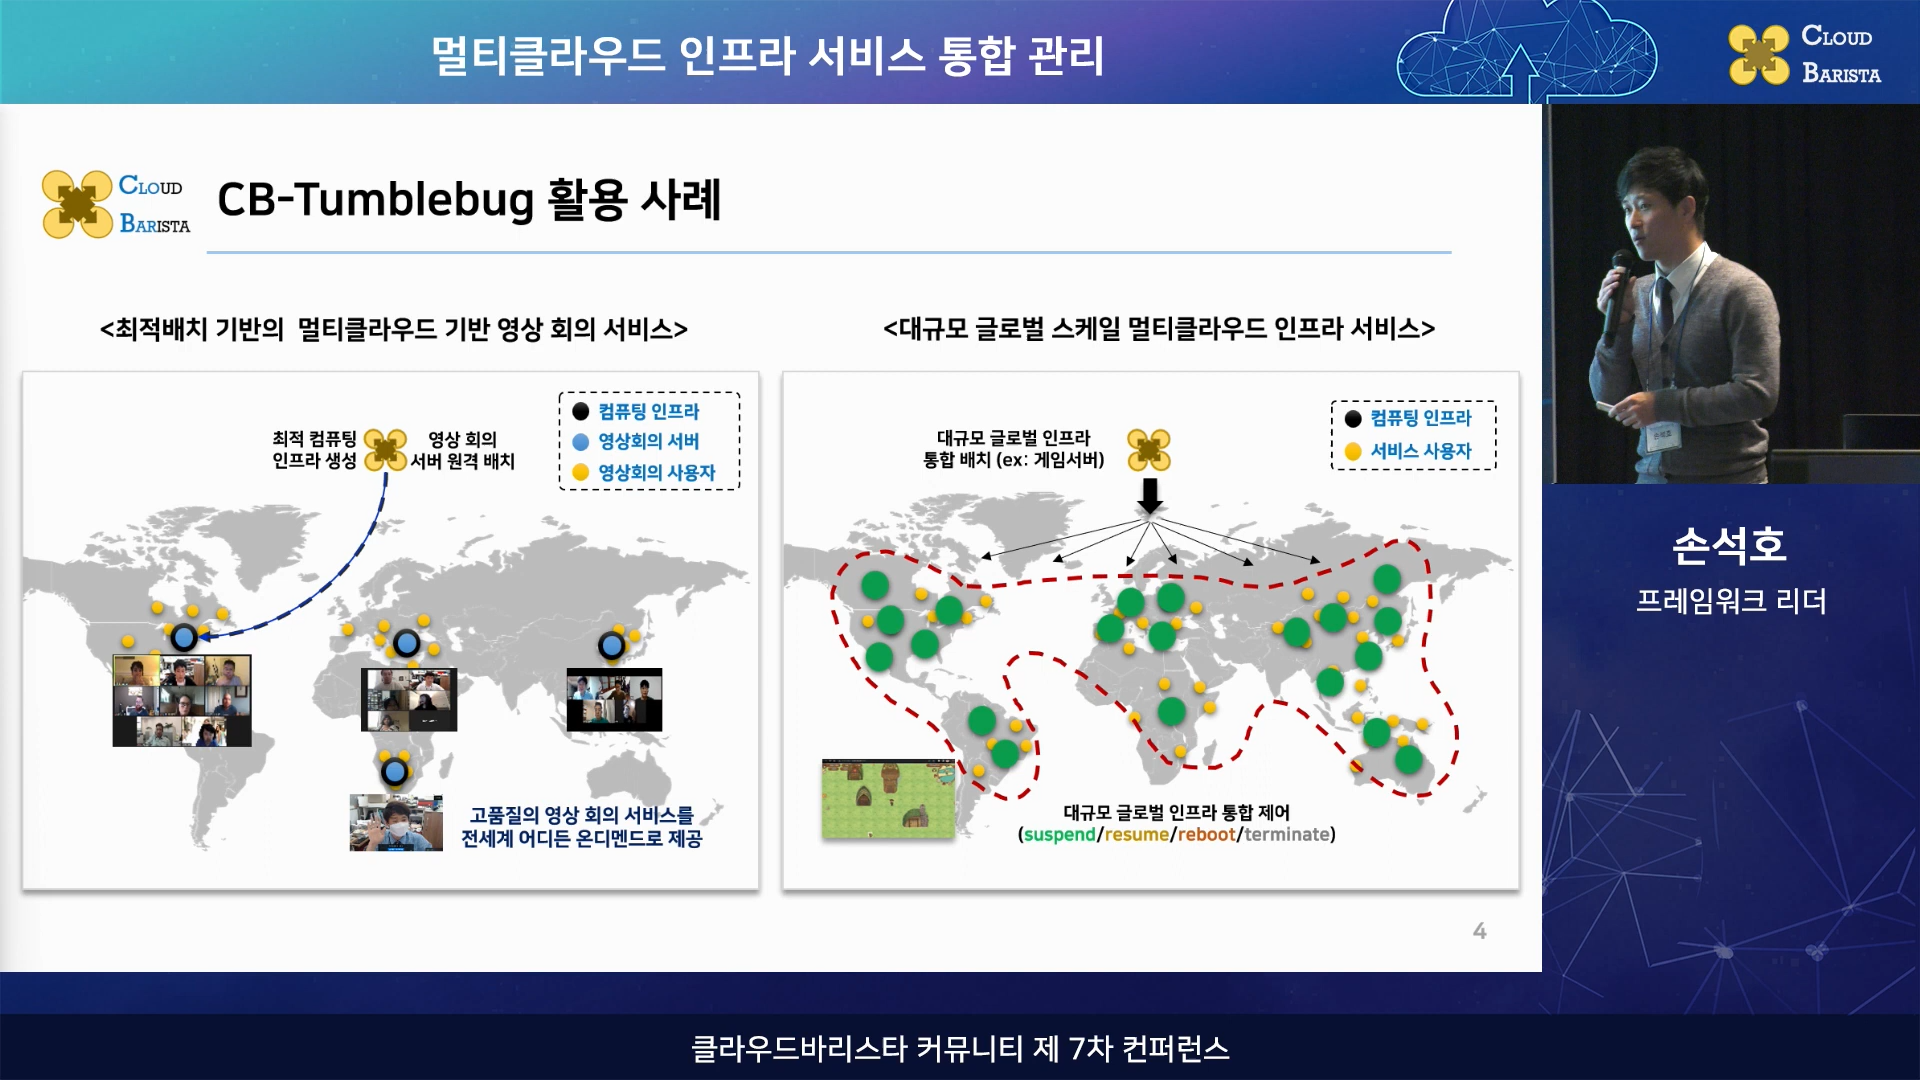 멀티클라우드 인프라 서비스 통합 관리
CLOUD
BARISTA
CLOUD
BARISTA
CB-Tumblebug 활용 사례
<최적배치 기반의 멀티클라우드 기반 영상 회의 서비스>
최적 컴퓨팅
인프라 생성
영상 회의
서버 원격 배치
컴퓨팅 인프라
영상회의 서버
영상회의 사용자
고품질의 영상 회의 서비스를
전세계 어디든 온디멘드로 제공
<대규모 글로벌 스케일 멀티클라우드 인프라 서비스>
대규모 글로벌 인프라
통합 배치 (ex: 게임서버)
컴퓨팅 인프라
서비스 사용자
대규모 글로벌 인프라 통합 제어
(suspend/resume/reboot/terminate)
4
손석호
프레임워크 리더
클라우드바리스타 커뮤니티 제 7차 컨퍼런스